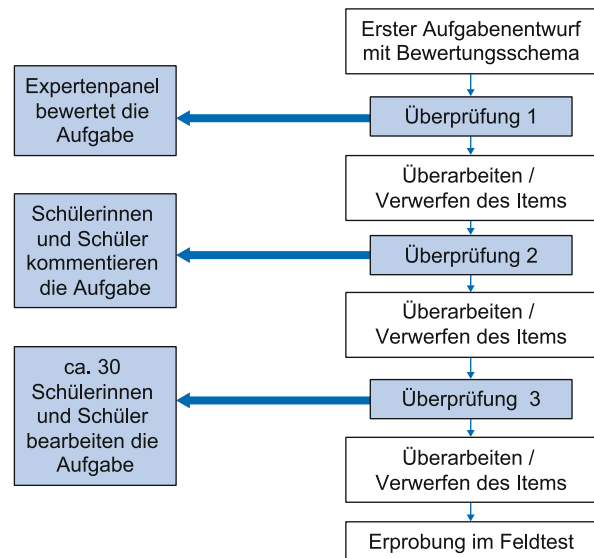 Erster Aufgabenentwurf
mit Bewertungsschema
Expertenpanel
bewertet die
Aufgabe
Überprüfung 1
Überarbeiten /
Verwerfen des Items
Schülerinnen
und Schüler
kommentieren
die Aufgabe
Überprüfung 2
Überarbeiten /
Verwerfen des Items
ca. 30
Schülerinnen
und Schüler
bearbeiten die
Aufgabe
Überprüfung 3
Überarbeiten /
Verwerfen des Items
Erprobung im Feldtest